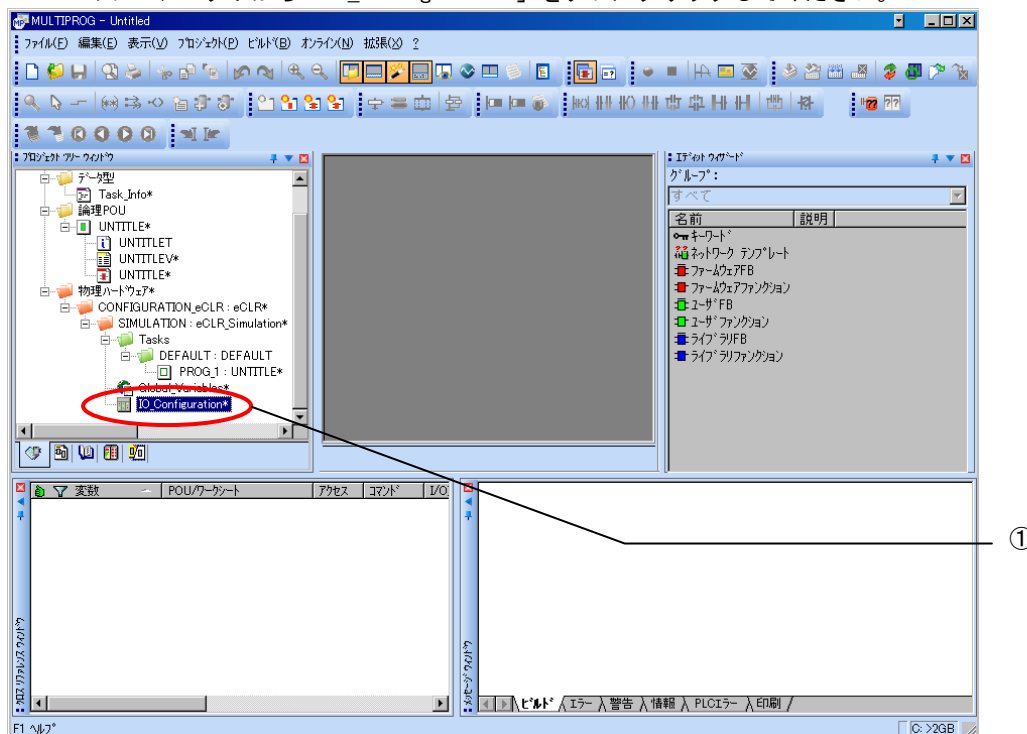 MULTIPROG - Untitled
ファイル(F) 編集(E) 表示(V) プロジェクト(P) ビルド(B) オンライン(N) 拡張(X) ?
プロジェクト ツリー ウィンドウ
データ型
Task_Info*
論理POU
UNTITLE*
UNTITLET
UNTITLEV*
UNTITLE*
物理ハードウェア*
CONFIGURATION_eCLR : eCLR*
SIMULATION : eCLR_Simulation*
Tasks
DEFAULT : DEFAULT
PROG_1 : UNTITLE*
Global_Variables*
IO_Configuration*
エディット ウィザード
グループ:
すべて
名前 説明
キーワード
ネットワーク テンプレート
ファームウェアFB
ファームウェアファンクション
ユーザFB
ユーザファンクション
ライブラリFB
ライブラリファンクション
変数 POU/ワークシート アクセス コマンド I/O
①
クロス リファレンス ウィンドウ
メッセージ ウィンドウ
ビルド エラー 警告 情報 PLCエラー 印刷
F1 ヘルプ
C: >2GB